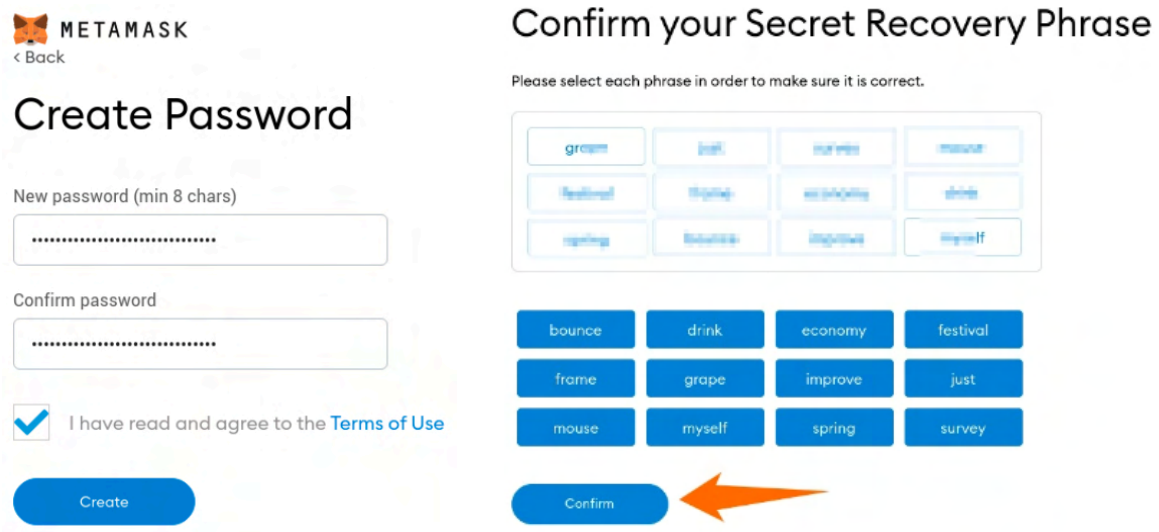 METAMASK
< Back
Create Password
New password (min 8 chars)
Confirm password
I have read and agree to the Terms of Use
Create
Confirm your Secret Recovery Phrase
Please select each phrase in order to make sure it is correct.
bounce drink economy festival
frame grape improve just
mouse myself spring survey
Confirm